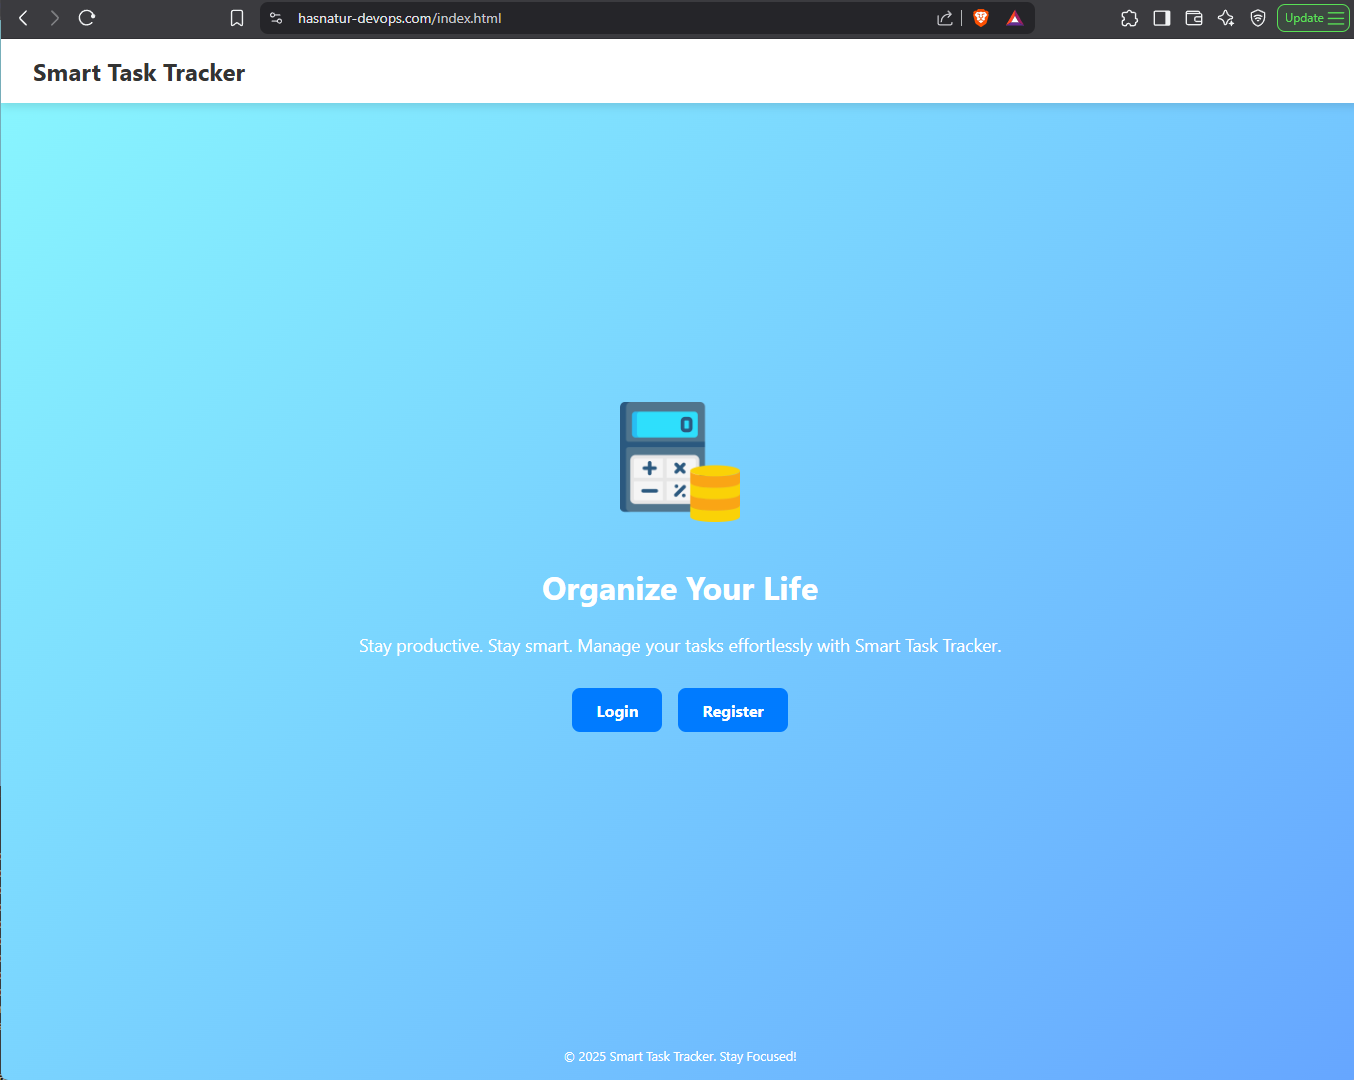 hasnatur-devops.com/index.html
Update
Smart Task Tracker
0
Organize Your Life
Stay productive. Stay smart. Manage your tasks effortlessly with Smart Task Tracker.
Login
Register
© 2025 Smart Task Tracker. Stay Focused!